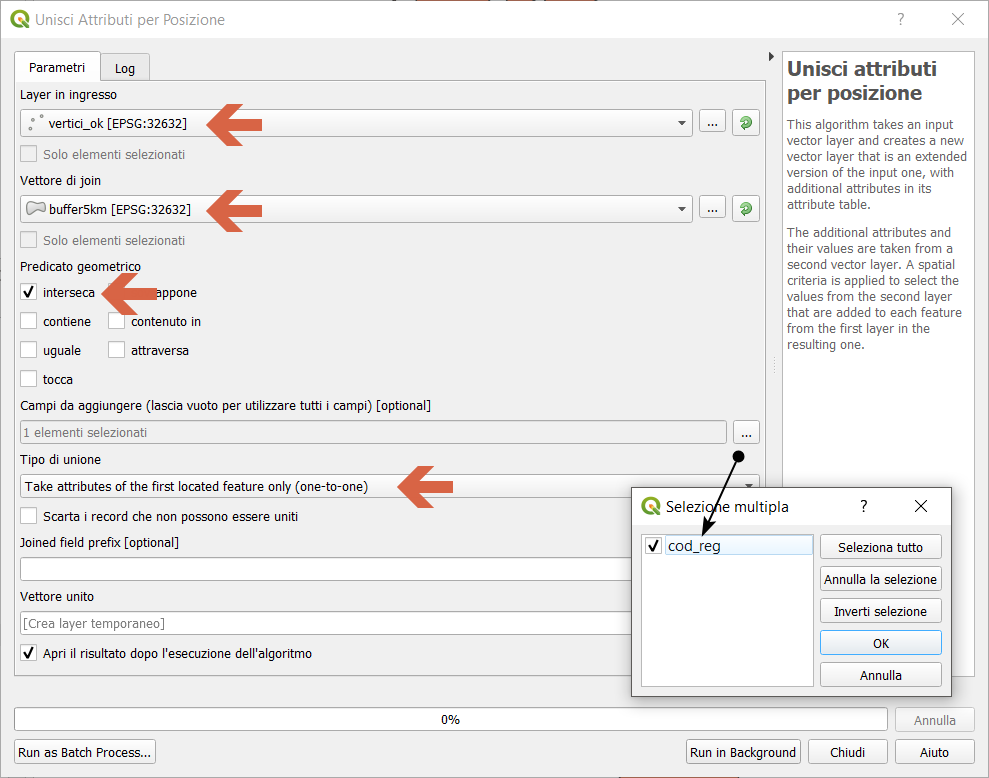 Unisci Attributi per Posizione
?
Parametri
Log
Layer in ingresso
vertici_ok [EPSG:32632]
...
Solo elementi selezionati
Vettore di join
buffer5km [EPSG:32632]
...
Solo elementi selezionati
Predicato geometrico
interseca
appone
contiene
contenuto in
uguale
attraversa
tocca
Campi da aggiungere (lascia vuoto per utilizzare tutti i campi) [optional]
1 elementi selezionati
...
Tipo di unione
Take attributes of the first located feature only (one-to-one)
Scarta i record che non possono essere uniti
Joined field prefix [optional]
Vettore unito
[Crea layer temporaneo]
Apri il risultato dopo l'esecuzione dell'algoritmo
Unisci attributi
per posizione
This algorithm takes an input
vector layer and creates a new
vector layer that is an extended
version of the input one, with
additional attributes in its
attribute table.
The additional attributes and
their values are taken from a
second vector layer. A spatial
criteria is applied to select the
values from the second layer
that are added to each feature
from the first layer in the
resulting one.
Selezione multipla
?
cod_reg
Seleziona tutto
Annulla la selezione
Inverti selezione
OK
Annulla
0%
Annulla
Run as Batch Process...
Run in Background
Chiudi
Aiuto